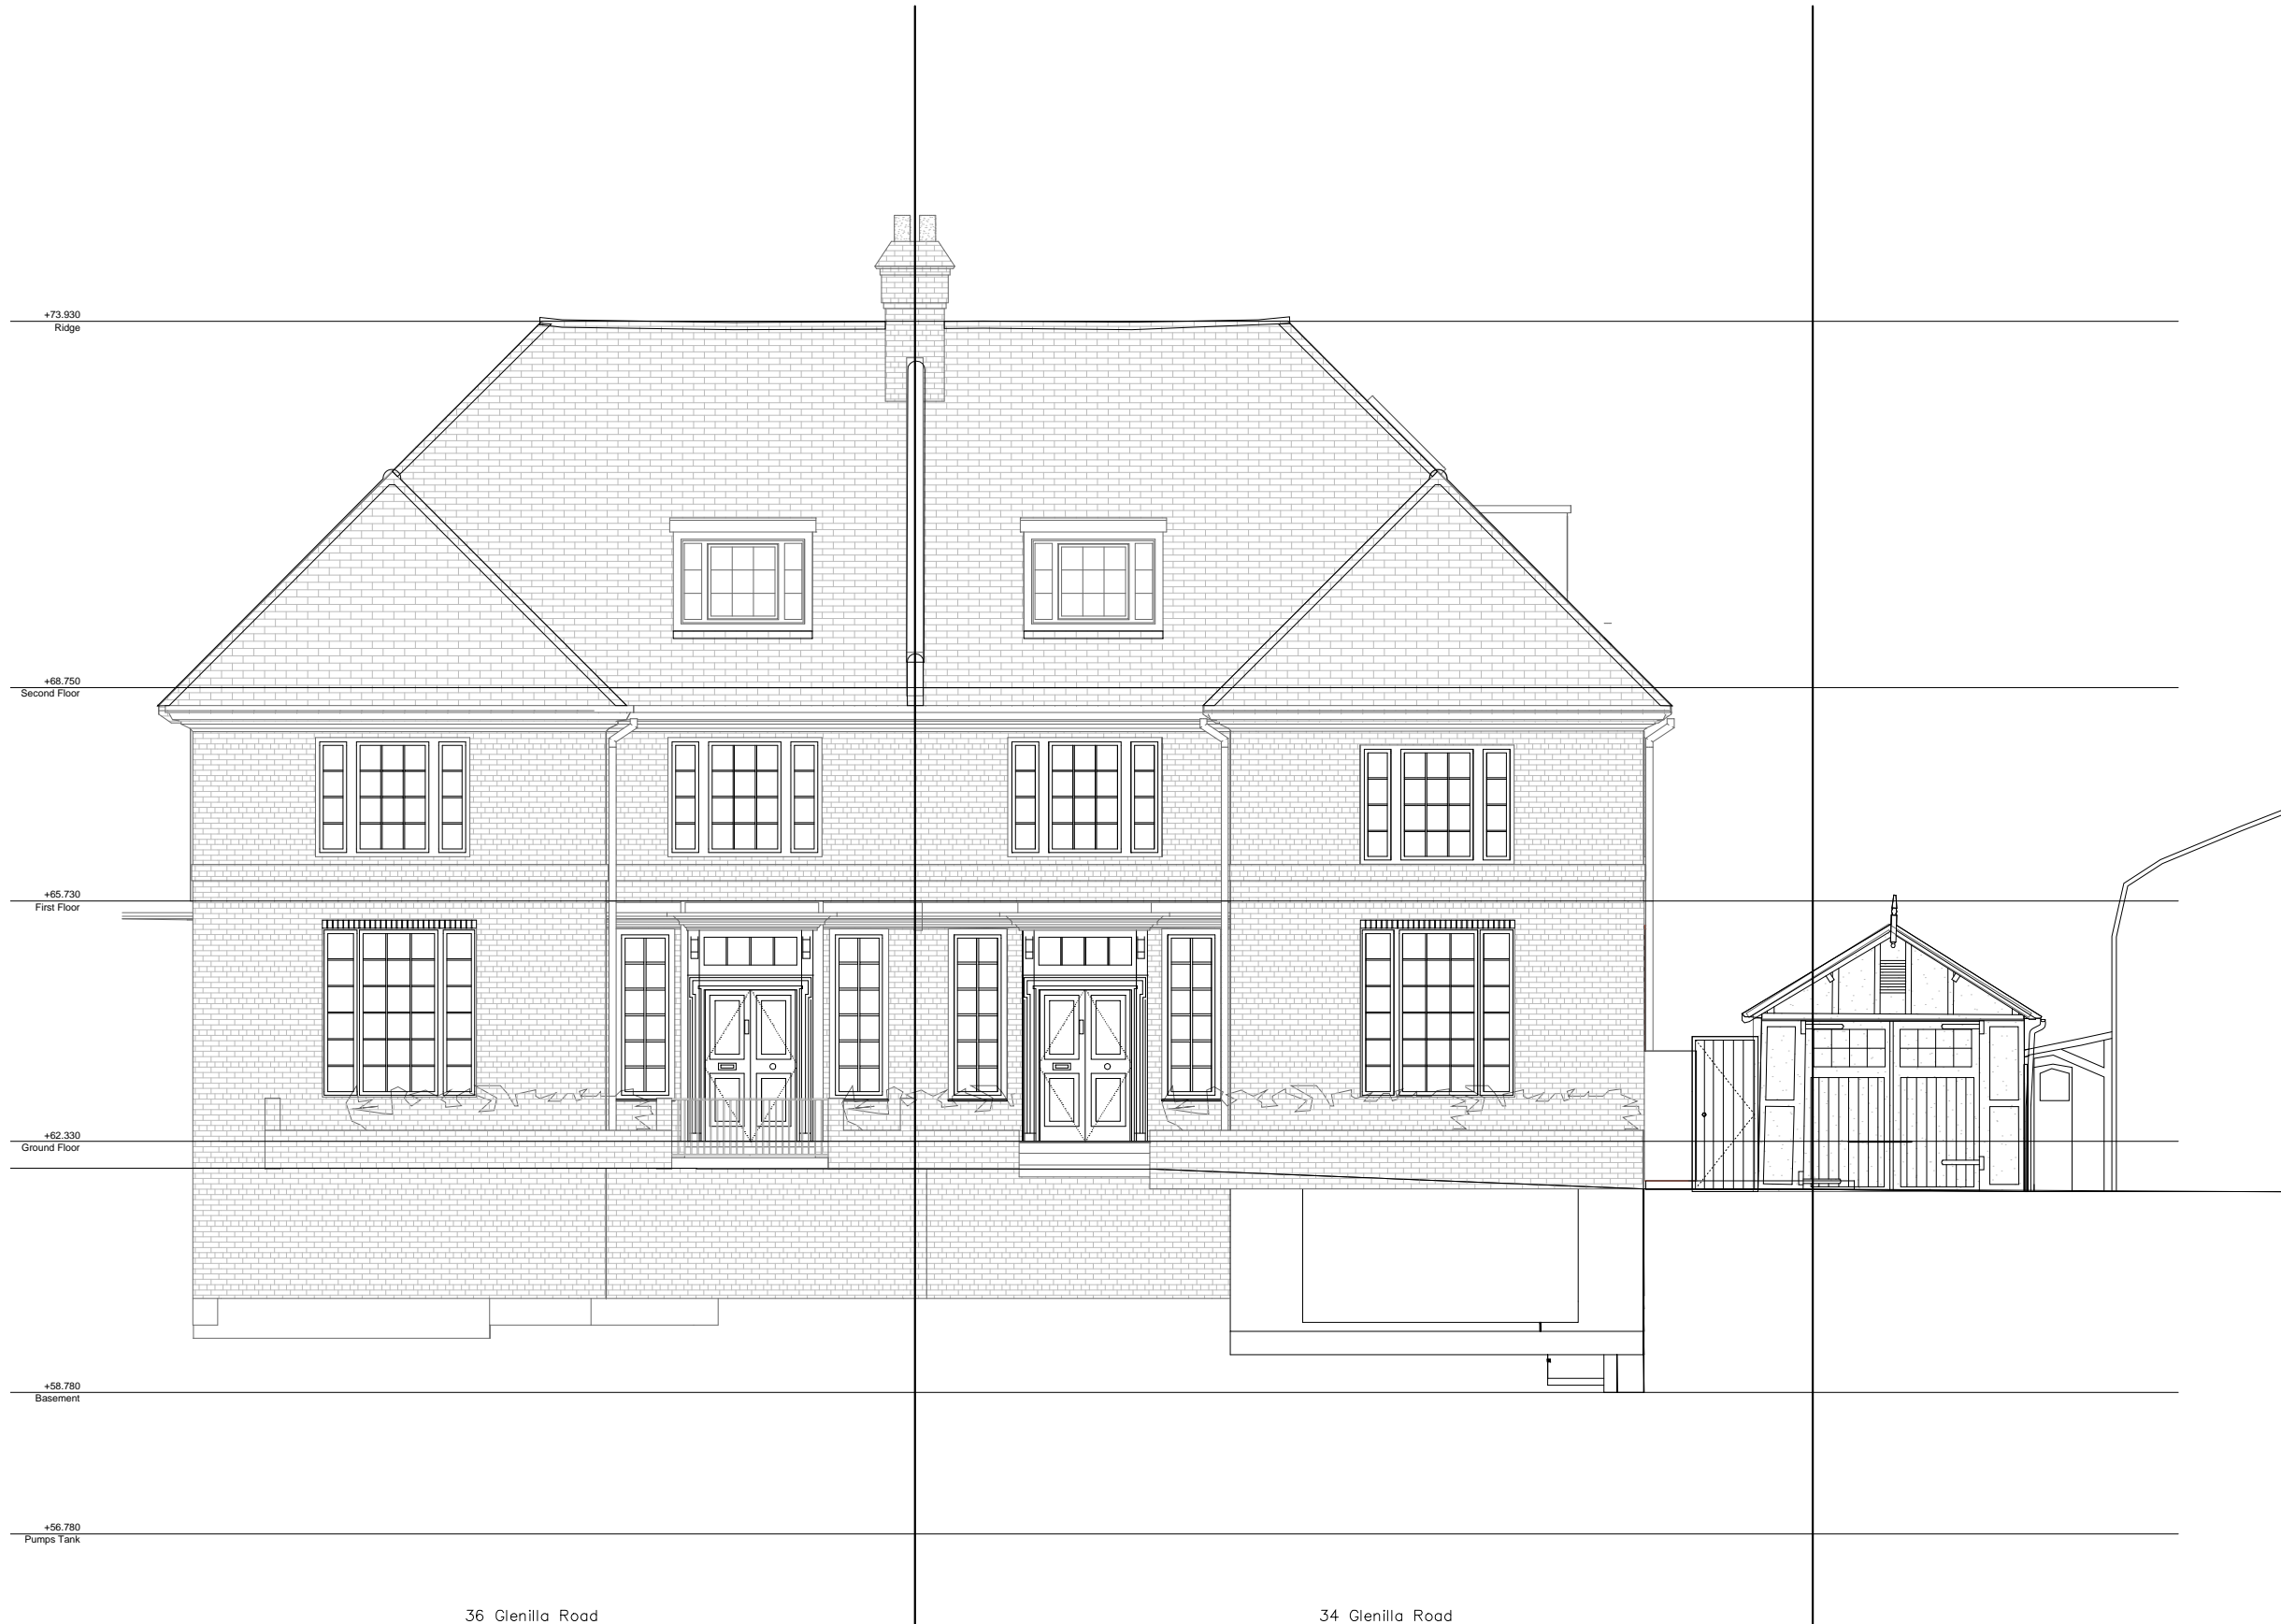 +73.930
Ridge
+68.750
Second Floor
+65.730
First Floor
+62.330
Ground Floor
+58.780
Basement
+56.780
Pumps Tank
36 Glenilla Road
34 Glenilla Road